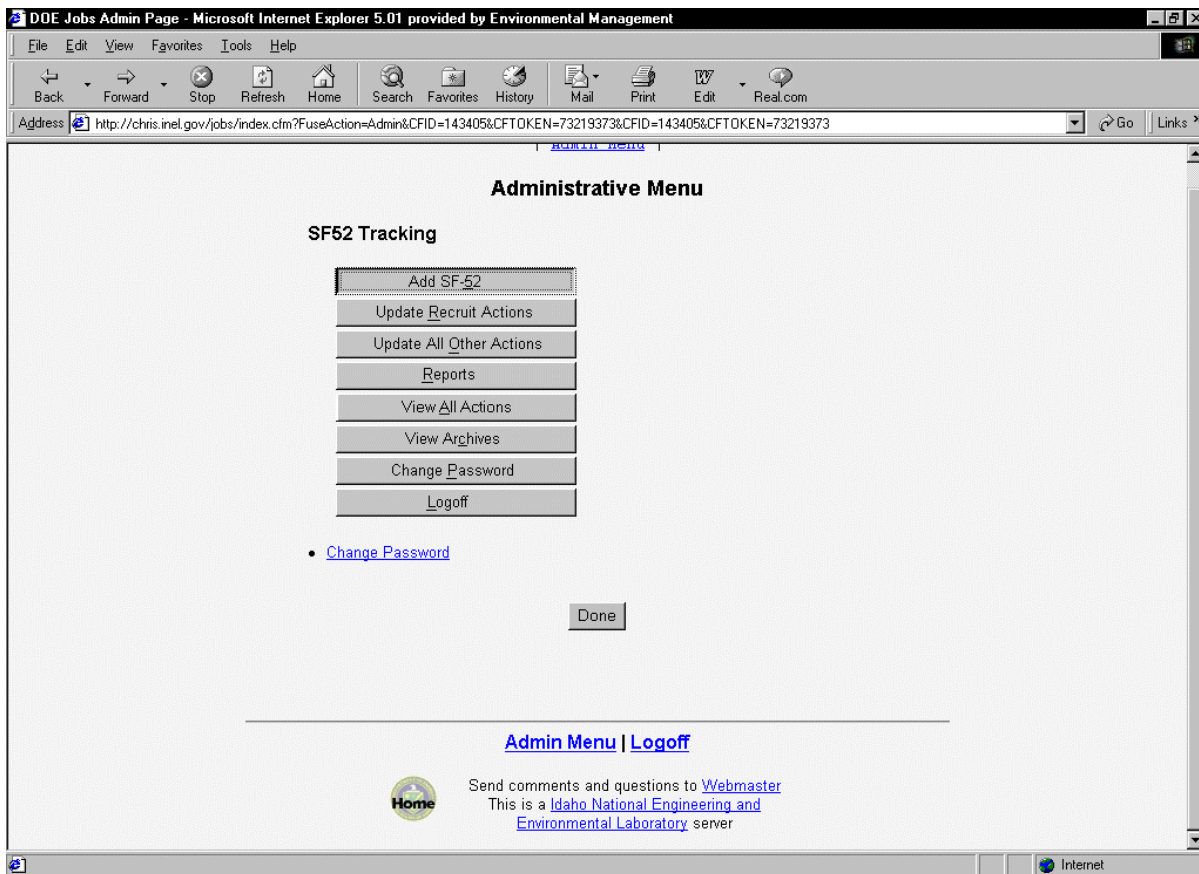 DOE Jobs Admin Page - Microsoft Internet Explorer 5.01 provided by Environmental Management
File Edit View Favorites Tools Help
Back Forward Stop Refresh Home Search Favorites History Mail Print Edit Real.com
Address http://chris.inel.gov/jobs/index.cfm?FuseAction=Admin&CFID=143405&CFTOKEN=73219373&CFID=143405&CFTOKEN=73219373 Go Links »
| Admin Menu |
Administrative Menu
SF52 Tracking
Add SF-52
Update Recruit Actions
Update All Other Actions
Reports
View All Actions
View Archives
Change Password
Logoff
• Change Password
Done
Admin Menu | Logoff
Home
Send comments and questions to Webmaster
This is a Idaho National Engineering and
Environmental Laboratory server
Internet